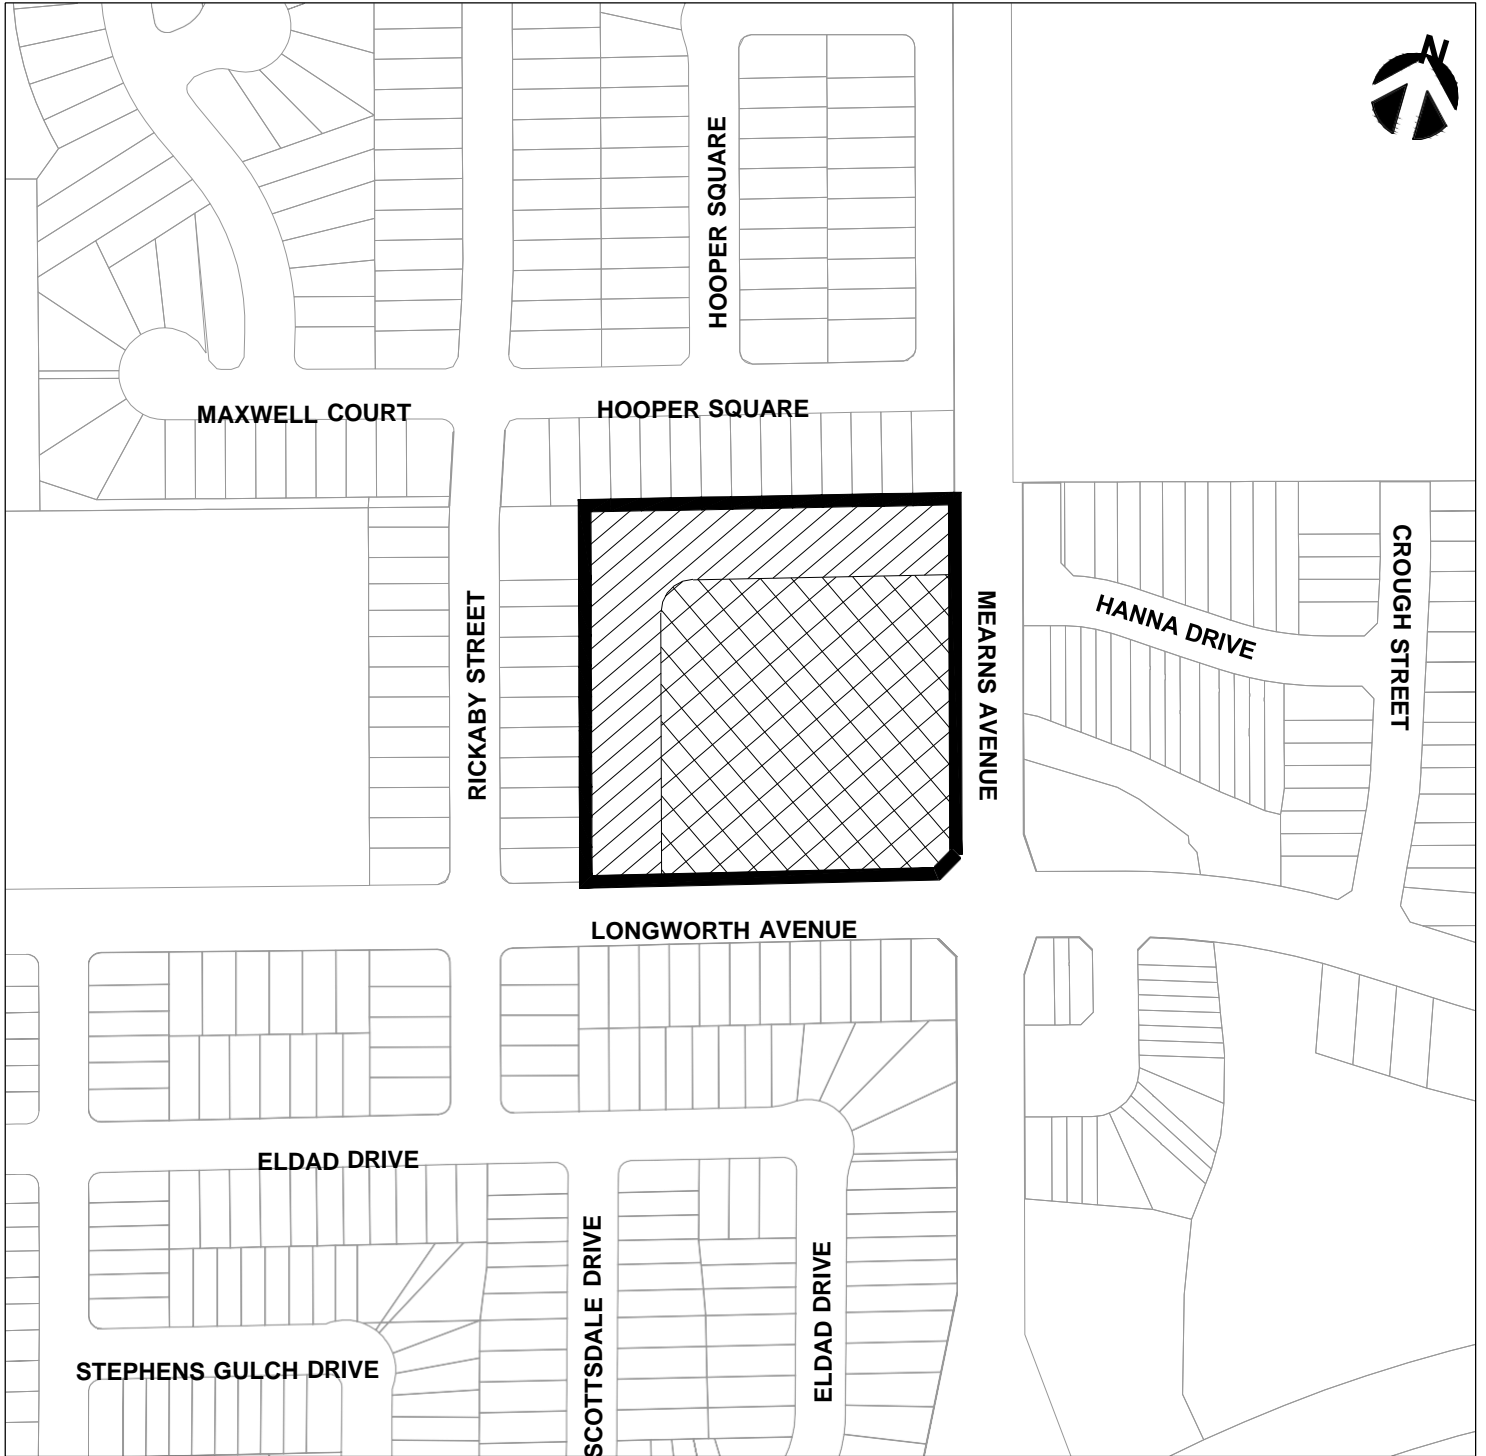 N
HOOPER SQUARE
MAXWELL COURT
HOOPER SQUARE
CROUGH STREET
HANNA DRIVE
RICKABY STREET
MEARNS AVENUE
LONGWORTH AVENUE
ELDAD DRIVE
SCOTTSDALE DRIVE
ELDAD DRIVE
STEPHENS GULCH DRIVE